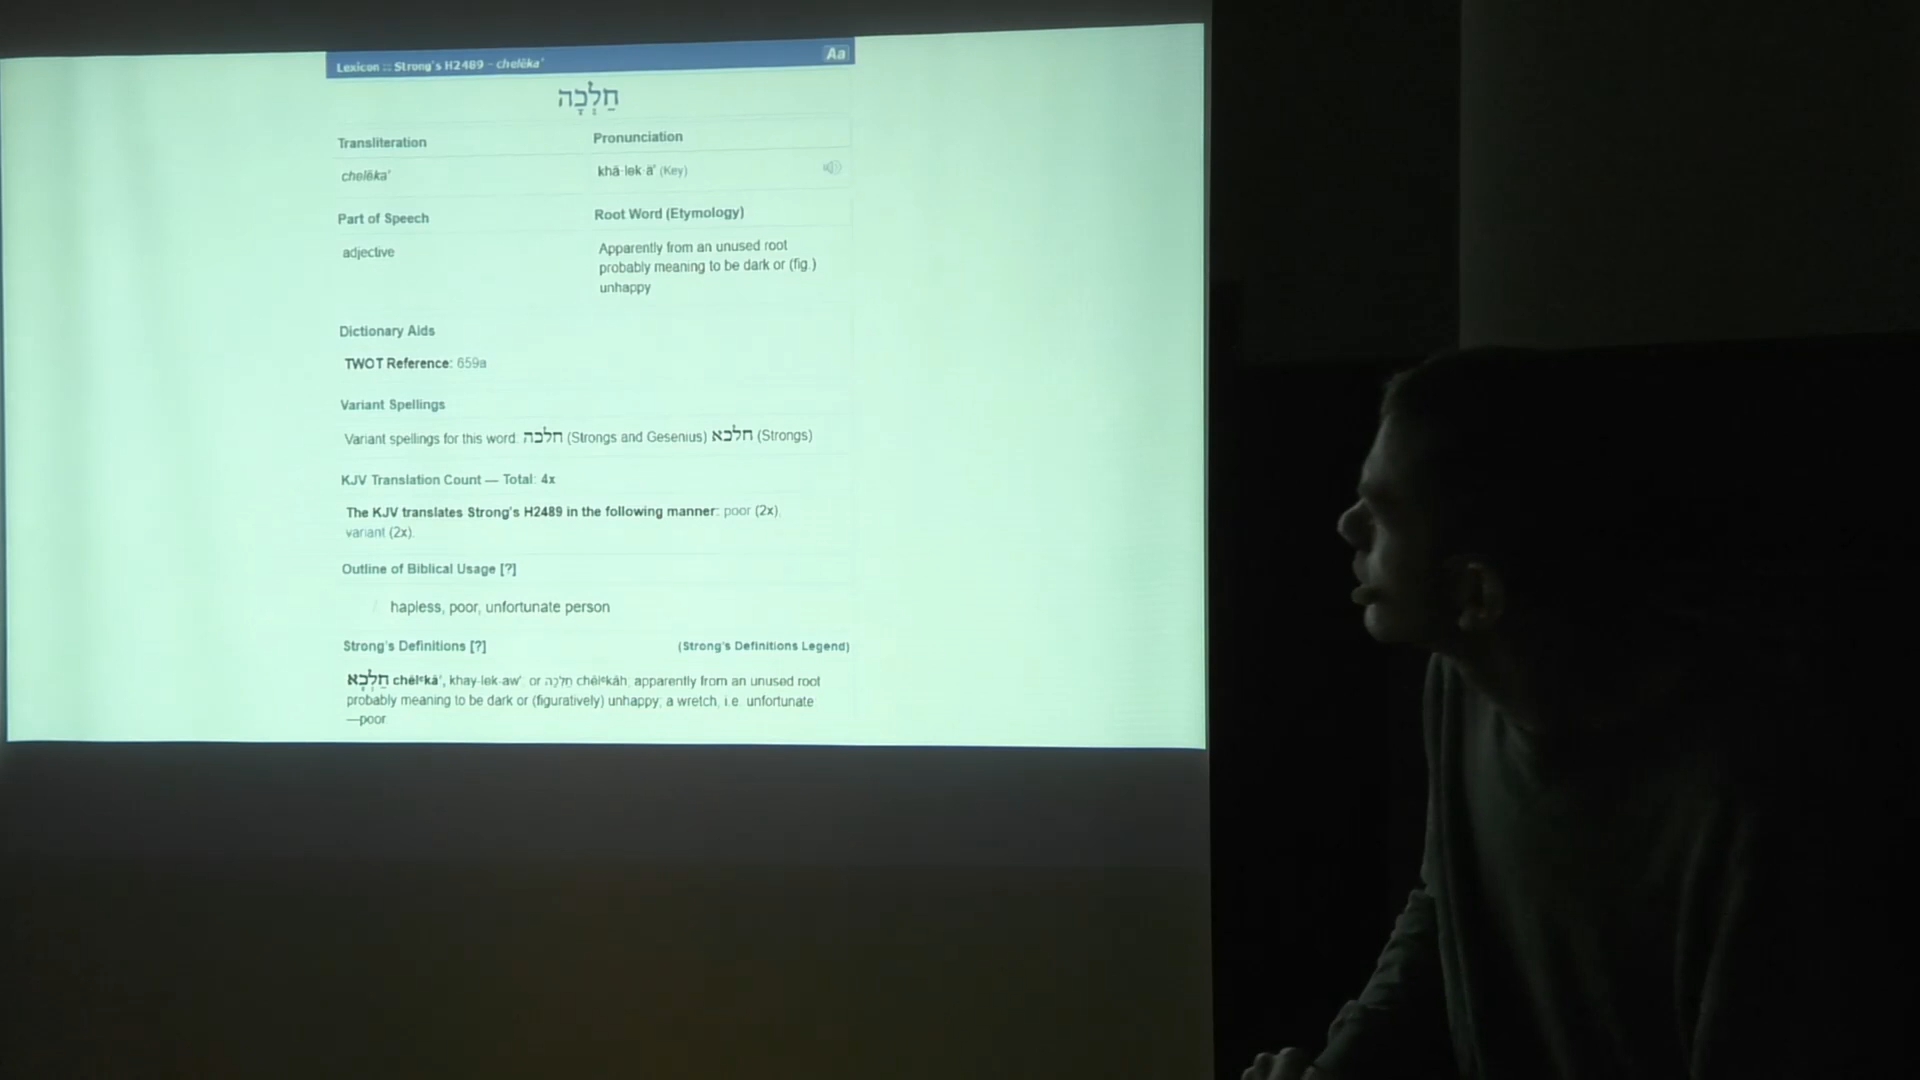 Lexicon :: Strong's H2489 - chelēka'
Aa
חֵלְכָה
Transliteration
Pronunciation
chelēka'
khā·lek·ä' (Key)
Part of Speech
Root Word (Etymology)
adjective
Apparently from an unused root
probably meaning to be dark or (fig.)
unhappy
Dictionary Aids
TWOT Reference: 659a
Variant Spellings
Variant spellings for this word: חלכה (Strongs and Gesenius) חלכא (Strongs)
KJV Translation Count — Total: 4x
The KJV translates Strong's H2489 in the following manner: poor (2x),
variant (2x).
Outline of Biblical Usage [?]
hapless, poor, unfortunate person
Strong's Definitions [?]
(Strong's Definitions Legend)
חֵלְכָא chêlᵉkâʼ, khay-lek-aw'; or חֵלְכָה chêlᵉkâh; apparently from an unused root
probably meaning to be dark or (figuratively) unhappy; a wretch, i.e. unfortunate
—poor.